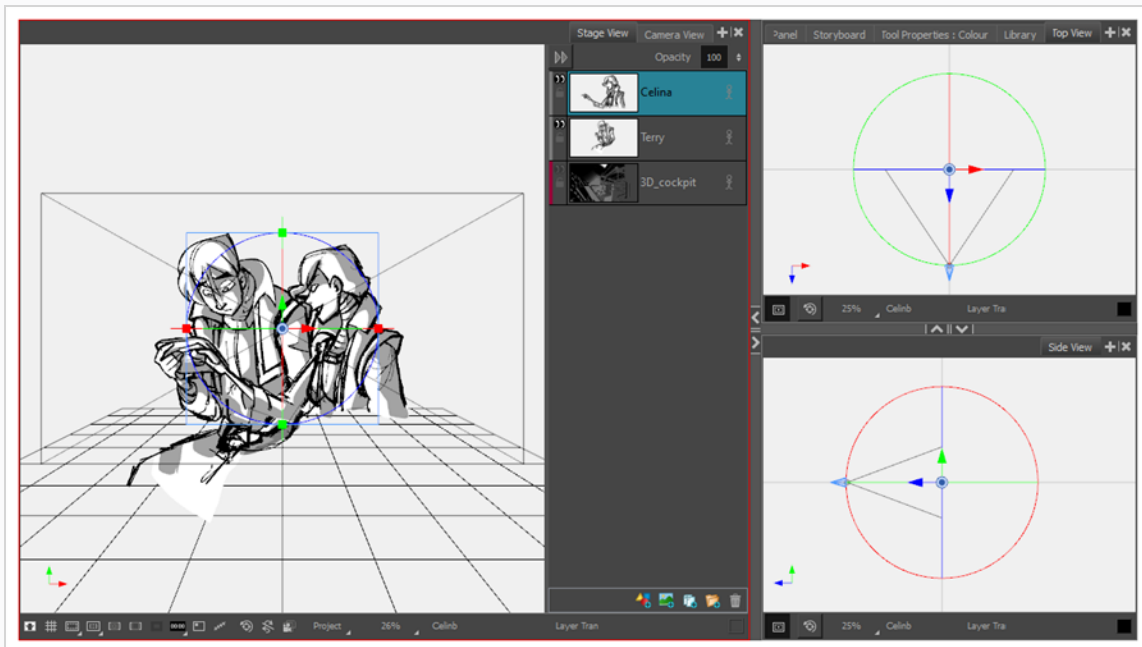 Stage View
Camera View
Opacity 100
Celina
Terry
3D_cockpit
Project 26% Celinb Layer Tran
Panel Storyboard Tool Properties : Colour Library Top View
25% Celinb Layer Tra
Side View
25% Celinb Layer Tra